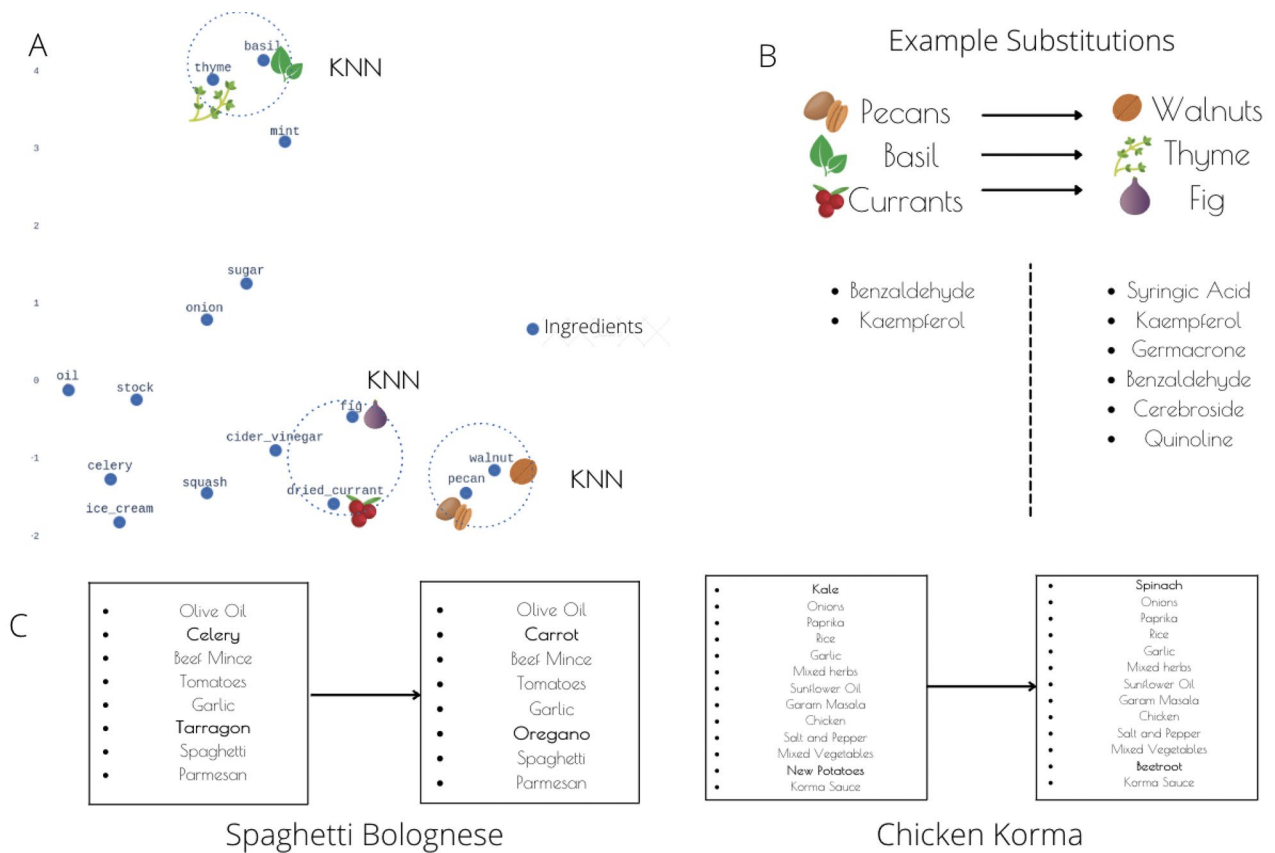 A
4
3
2
1
0
-1
-2
basil
thyme
KNN
mint
sugar
onion
Ingredients
oil
stock
KNN
fig
cider_vinegar
celery
squash
dried_currant
walnut
pecan
KNN
ice_cream
B
Example Substitutions
Pecans
Walnuts
Basil
Thyme
Currants
Fig
• Benzaldehyde
• Kaempferol
• Syringic Acid
• Kaempferol
• Germacrone
• Benzaldehyde
• Cerebroside
• Quinoline
C
• Olive Oil
• Celery
• Beef Mince
• Tomatoes
• Garlic
• Tarragon
• Spaghetti
• Parmesan
• Olive Oil
• Carrot
• Beef Mince
• Tomatoes
• Garlic
• Oregano
• Spaghetti
• Parmesan
Spaghetti Bolognese
• Kale
• Onions
• Paprika
• Rice
• Garlic
• Mixed herbs
• Sunflower Oil
• Garam Masala
• Chicken
• Salt and Pepper
• Mixed Vegetables
• New Potatoes
• Korma Sauce
• Spinach
• Onions
• Paprika
• Rice
• Garlic
• Mixed herbs
• Sunflower Oil
• Garam Masala
• Chicken
• Salt and Pepper
• Mixed Vegetables
• Beetroot
• Korma Sauce
Chicken Korma